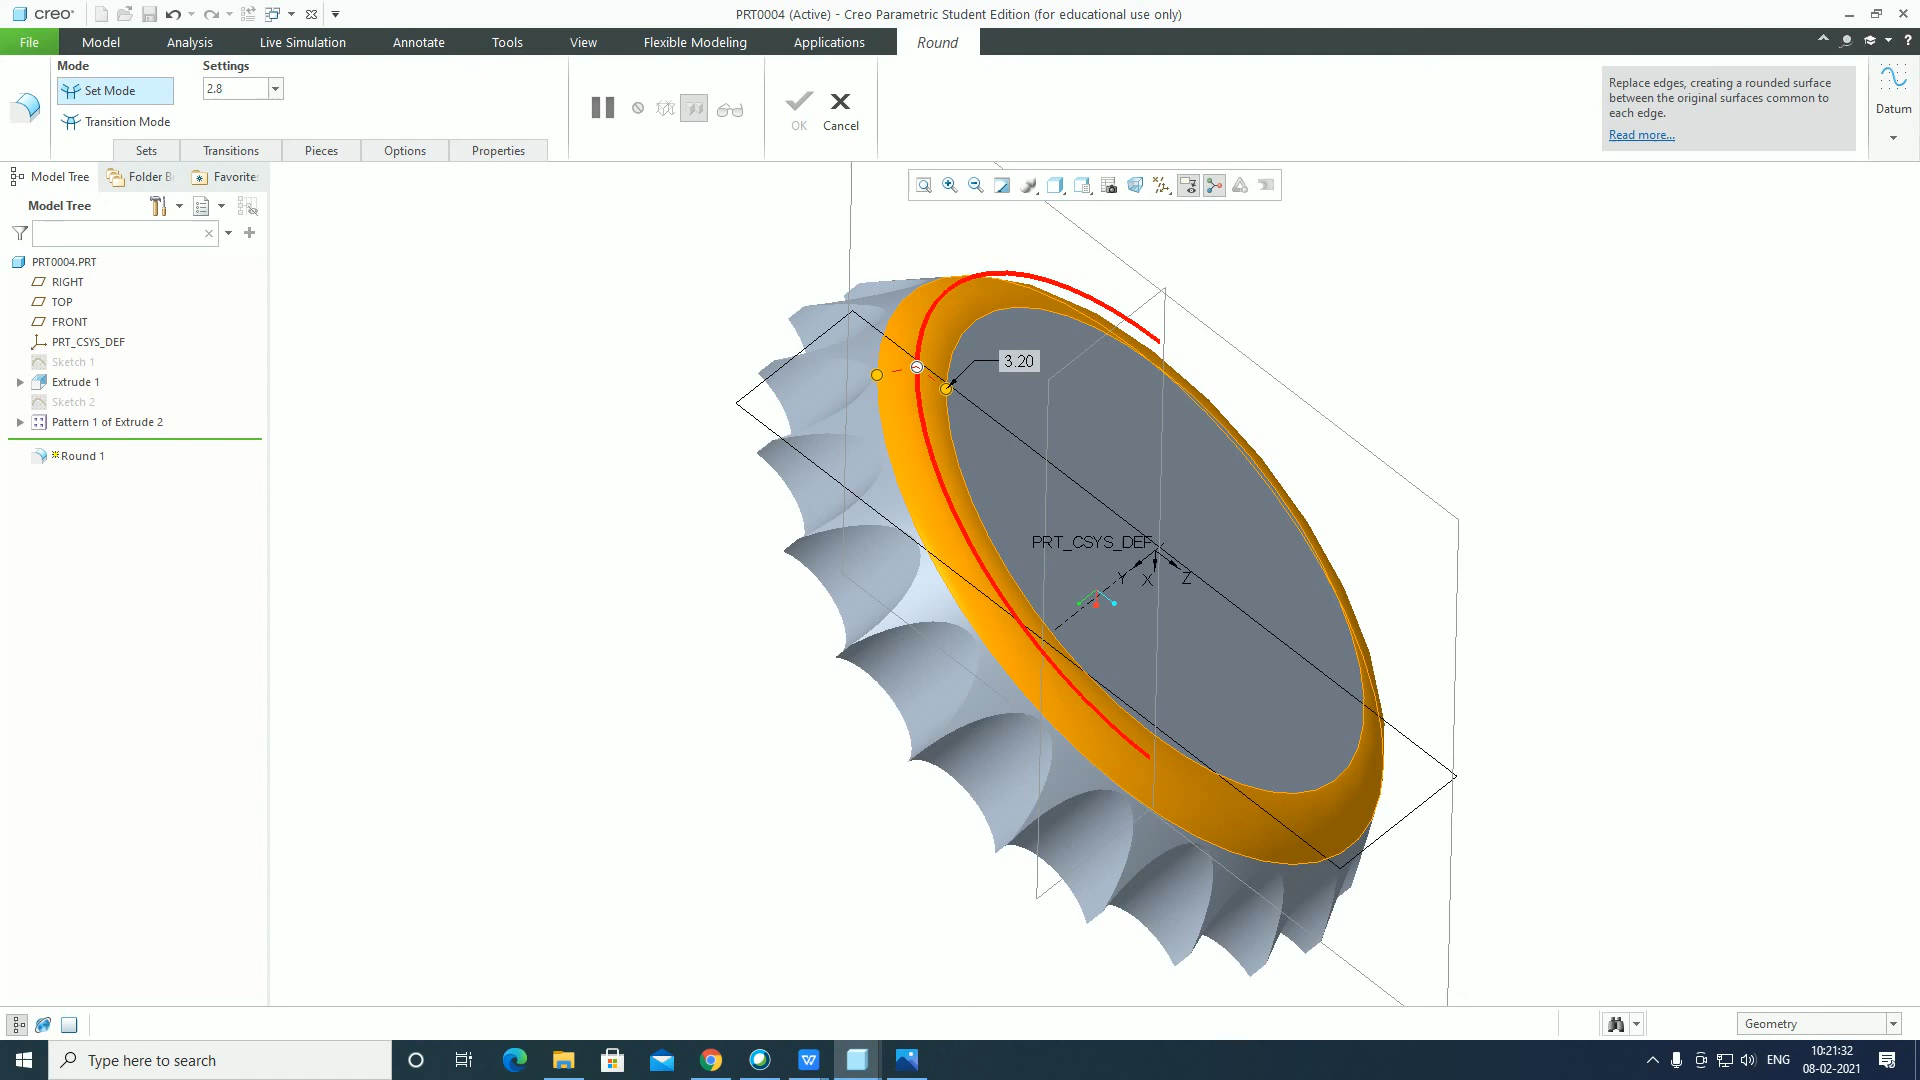 creo
PRT0004 (Active) - Creo Parametric Student Edition (for educational use only)
File Model Analysis Live Simulation Annotate Tools View Flexible Modeling Applications Round
Mode Settings
Set Mode 2.8
Transition Mode
OK Cancel
Sets Transitions Pieces Options Properties
Replace edges, creating a rounded surface
between the original surfaces common to
each edge.
Read more...
Datum
Model Tree Folder B Favorite
Model Tree
PRT0004.PRT
RIGHT
TOP
FRONT
PRT_CSYS_DEF
Sketch 1
Extrude 1
Sketch 2
Pattern 1 of Extrude 2
Round 1
3.20
PRT_CSYS_DEF
Y X Z
Geometry
Type here to search
ENG
10:21:32
08-02-2021